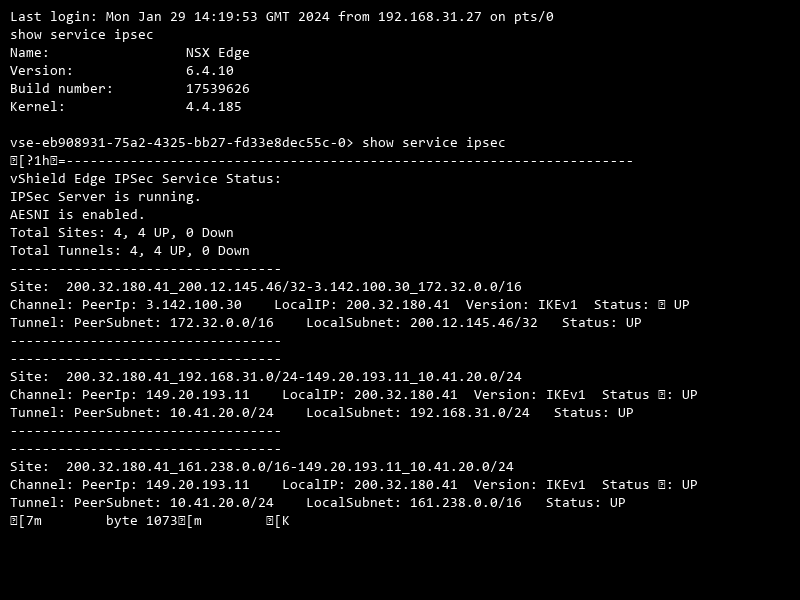 Last login: Mon Jan 29 14:19:53 GMT 2024 from 192.168.31.27 on pts/0
show service ipsec
Name:                 NSX Edge
Version:              6.4.10
Build number:         17539626
Kernel:               4.4.185
vse-eb908931-75a2-4325-bb27-fd33e8dec55c-0> show service ipsec
[?1h=-----------------------------------------------------------------------
vShield Edge IPSec Service Status:
IPSec Server is running.
AESNI is enabled.
Total Sites: 4, 4 UP, 0 Down
Total Tunnels: 4, 4 UP, 0 Down
----------------------------------
Site:  200.32.180.41_200.12.145.46/32-3.142.100.30_172.32.0.0/16
Channel: PeerIp: 3.142.100.30    LocalIP: 200.32.180.41  Version: IKEv1  Status:  UP
Tunnel: PeerSubnet: 172.32.0.0/16    LocalSubnet: 200.12.145.46/32   Status: UP
----------------------------------
----------------------------------
Site:  200.32.180.41_192.168.31.0/24-149.20.193.11_10.41.20.0/24
Channel: PeerIp: 149.20.193.11    LocalIP: 200.32.180.41  Version: IKEv1  Status : UP
Tunnel: PeerSubnet: 10.41.20.0/24    LocalSubnet: 192.168.31.0/24   Status: UP
----------------------------------
----------------------------------
Site:  200.32.180.41_161.238.0.0/16-149.20.193.11_10.41.20.0/24
Channel: PeerIp: 149.20.193.11    LocalIP: 200.32.180.41  Version: IKEv1  Status : UP
Tunnel: PeerSubnet: 10.41.20.0/24    LocalSubnet: 161.238.0.0/16   Status: UP
[7m        byte 1073[m        [K